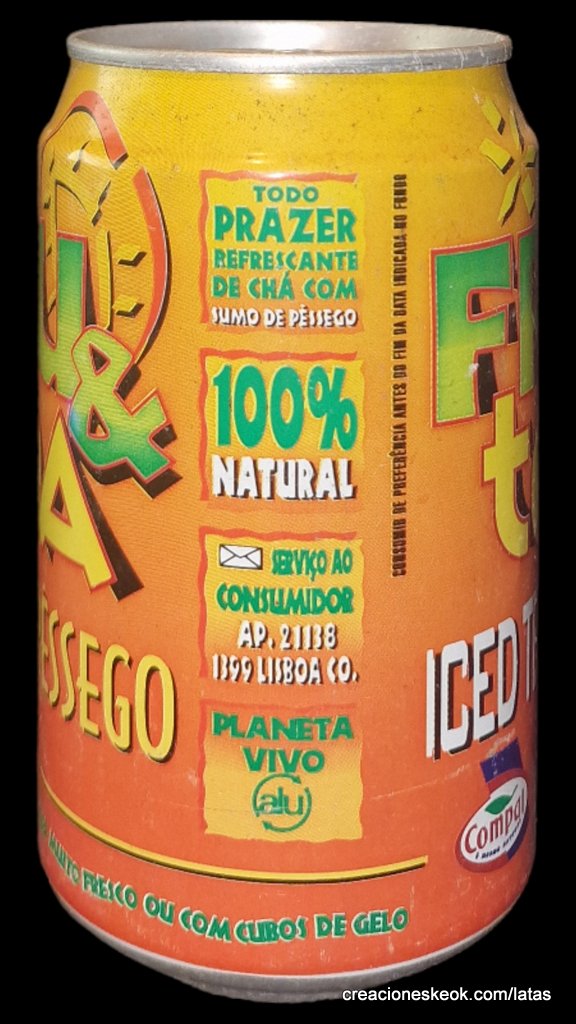 TODO
PRAZER
REFRESCANTE
DE CHÁ COM
SUMO DE PÊSSEGO
100%
NATURAL
SERVIÇO AO
CONSUMIDOR
AP. 21138
1399 LISBOA CO.
PLANETA
VIVO
alu
CONSUMIR DE PREFERÊNCIA ANTES DO FIM DA DATA INDICADA NO FUNDO
U&
A
ÊSSEGO
MUITO FRESCO OU COM CUBOS DE GELO
FR
te
ICED T
Compal
creacioneskeok.com/latas